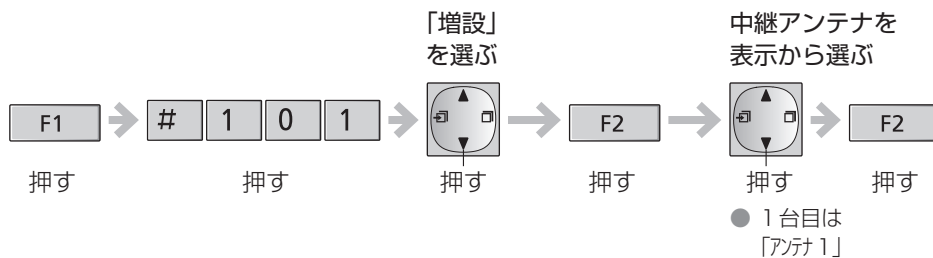 「増設」
を選ぶ
中継アンテナを
表示から選ぶ
F1
# 1 0 1
F2
F2
押す
押す
押す
押す
押す
押す
● 1台目は
「アンテナ1」